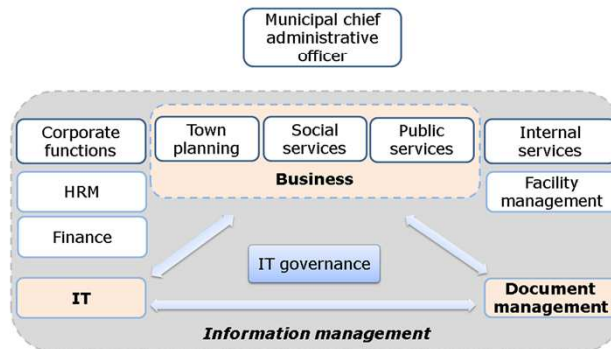 Municipal chief
administrative
officer
Corporate
functions
Town
planning
Social
services
Public
services
Internal
services
Business
HRM
Facility
management
Finance
IT governance
IT
Document
management
Information management